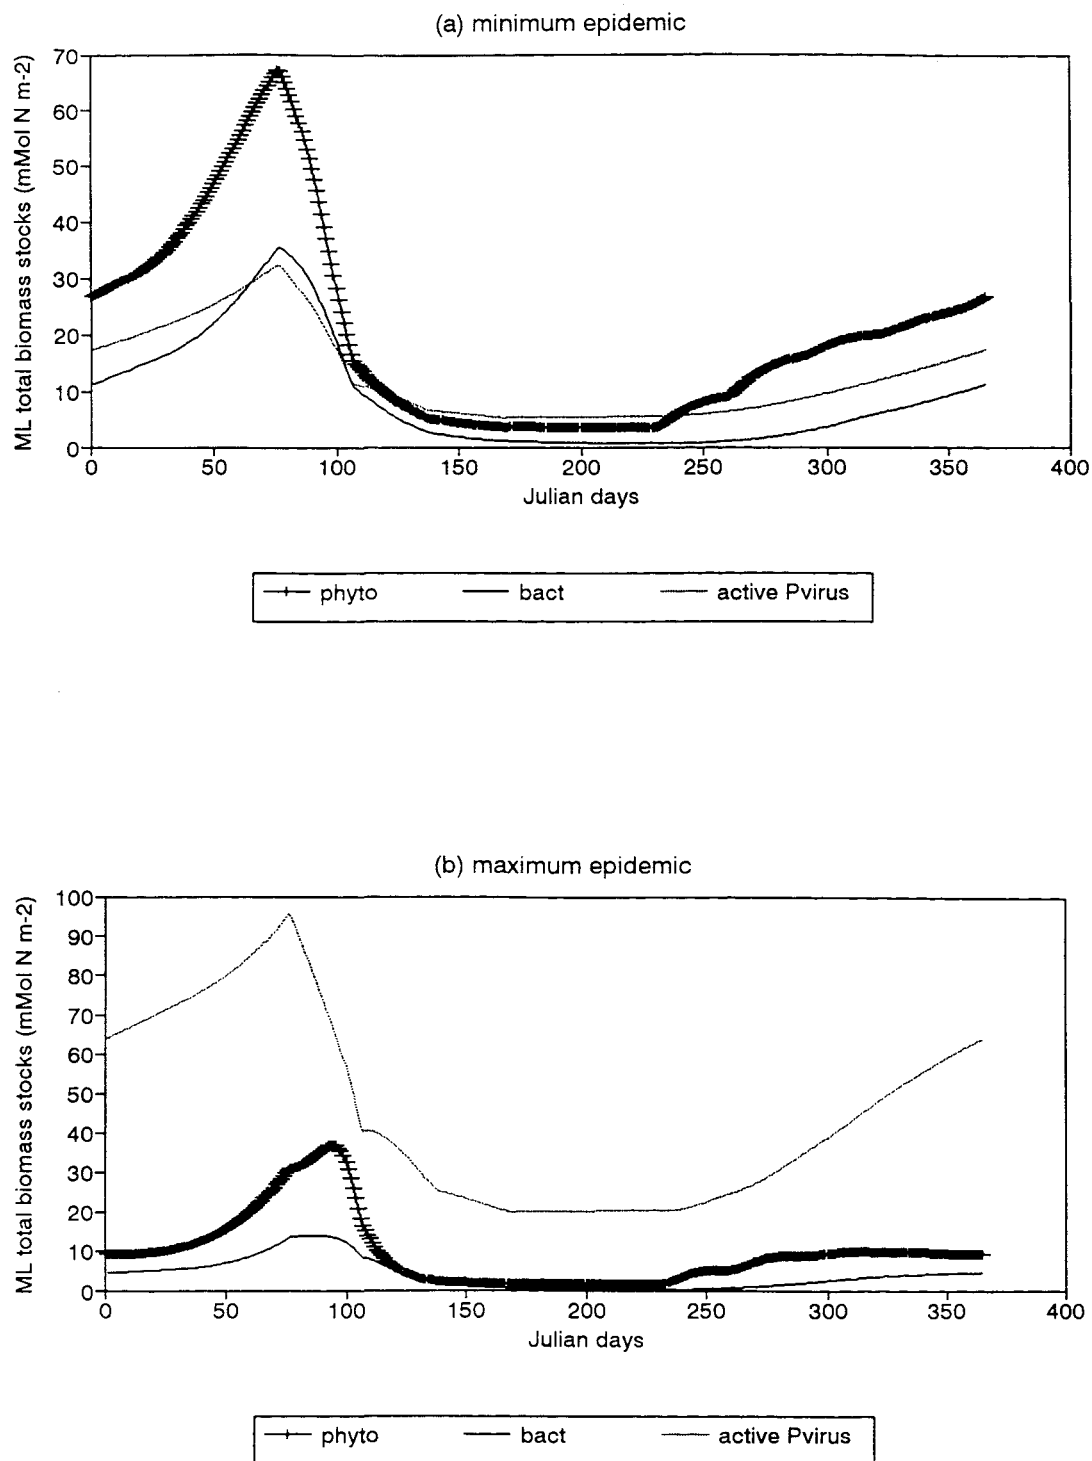 (a) minimum epidemic
ML total biomass stocks (mMol N m-2)
70
60
50
40
30
20
10
0
0 50 100 150 200 250 300 350 400
Julian days
phyto bact active Pvirus
(b) maximum epidemic
ML total biomass stocks (mMol N m-2)
100
90
80
70
60
50
40
30
20
10
0
0 50 100 150 200 250 300 350 400
Julian days
phyto bact active Pvirus